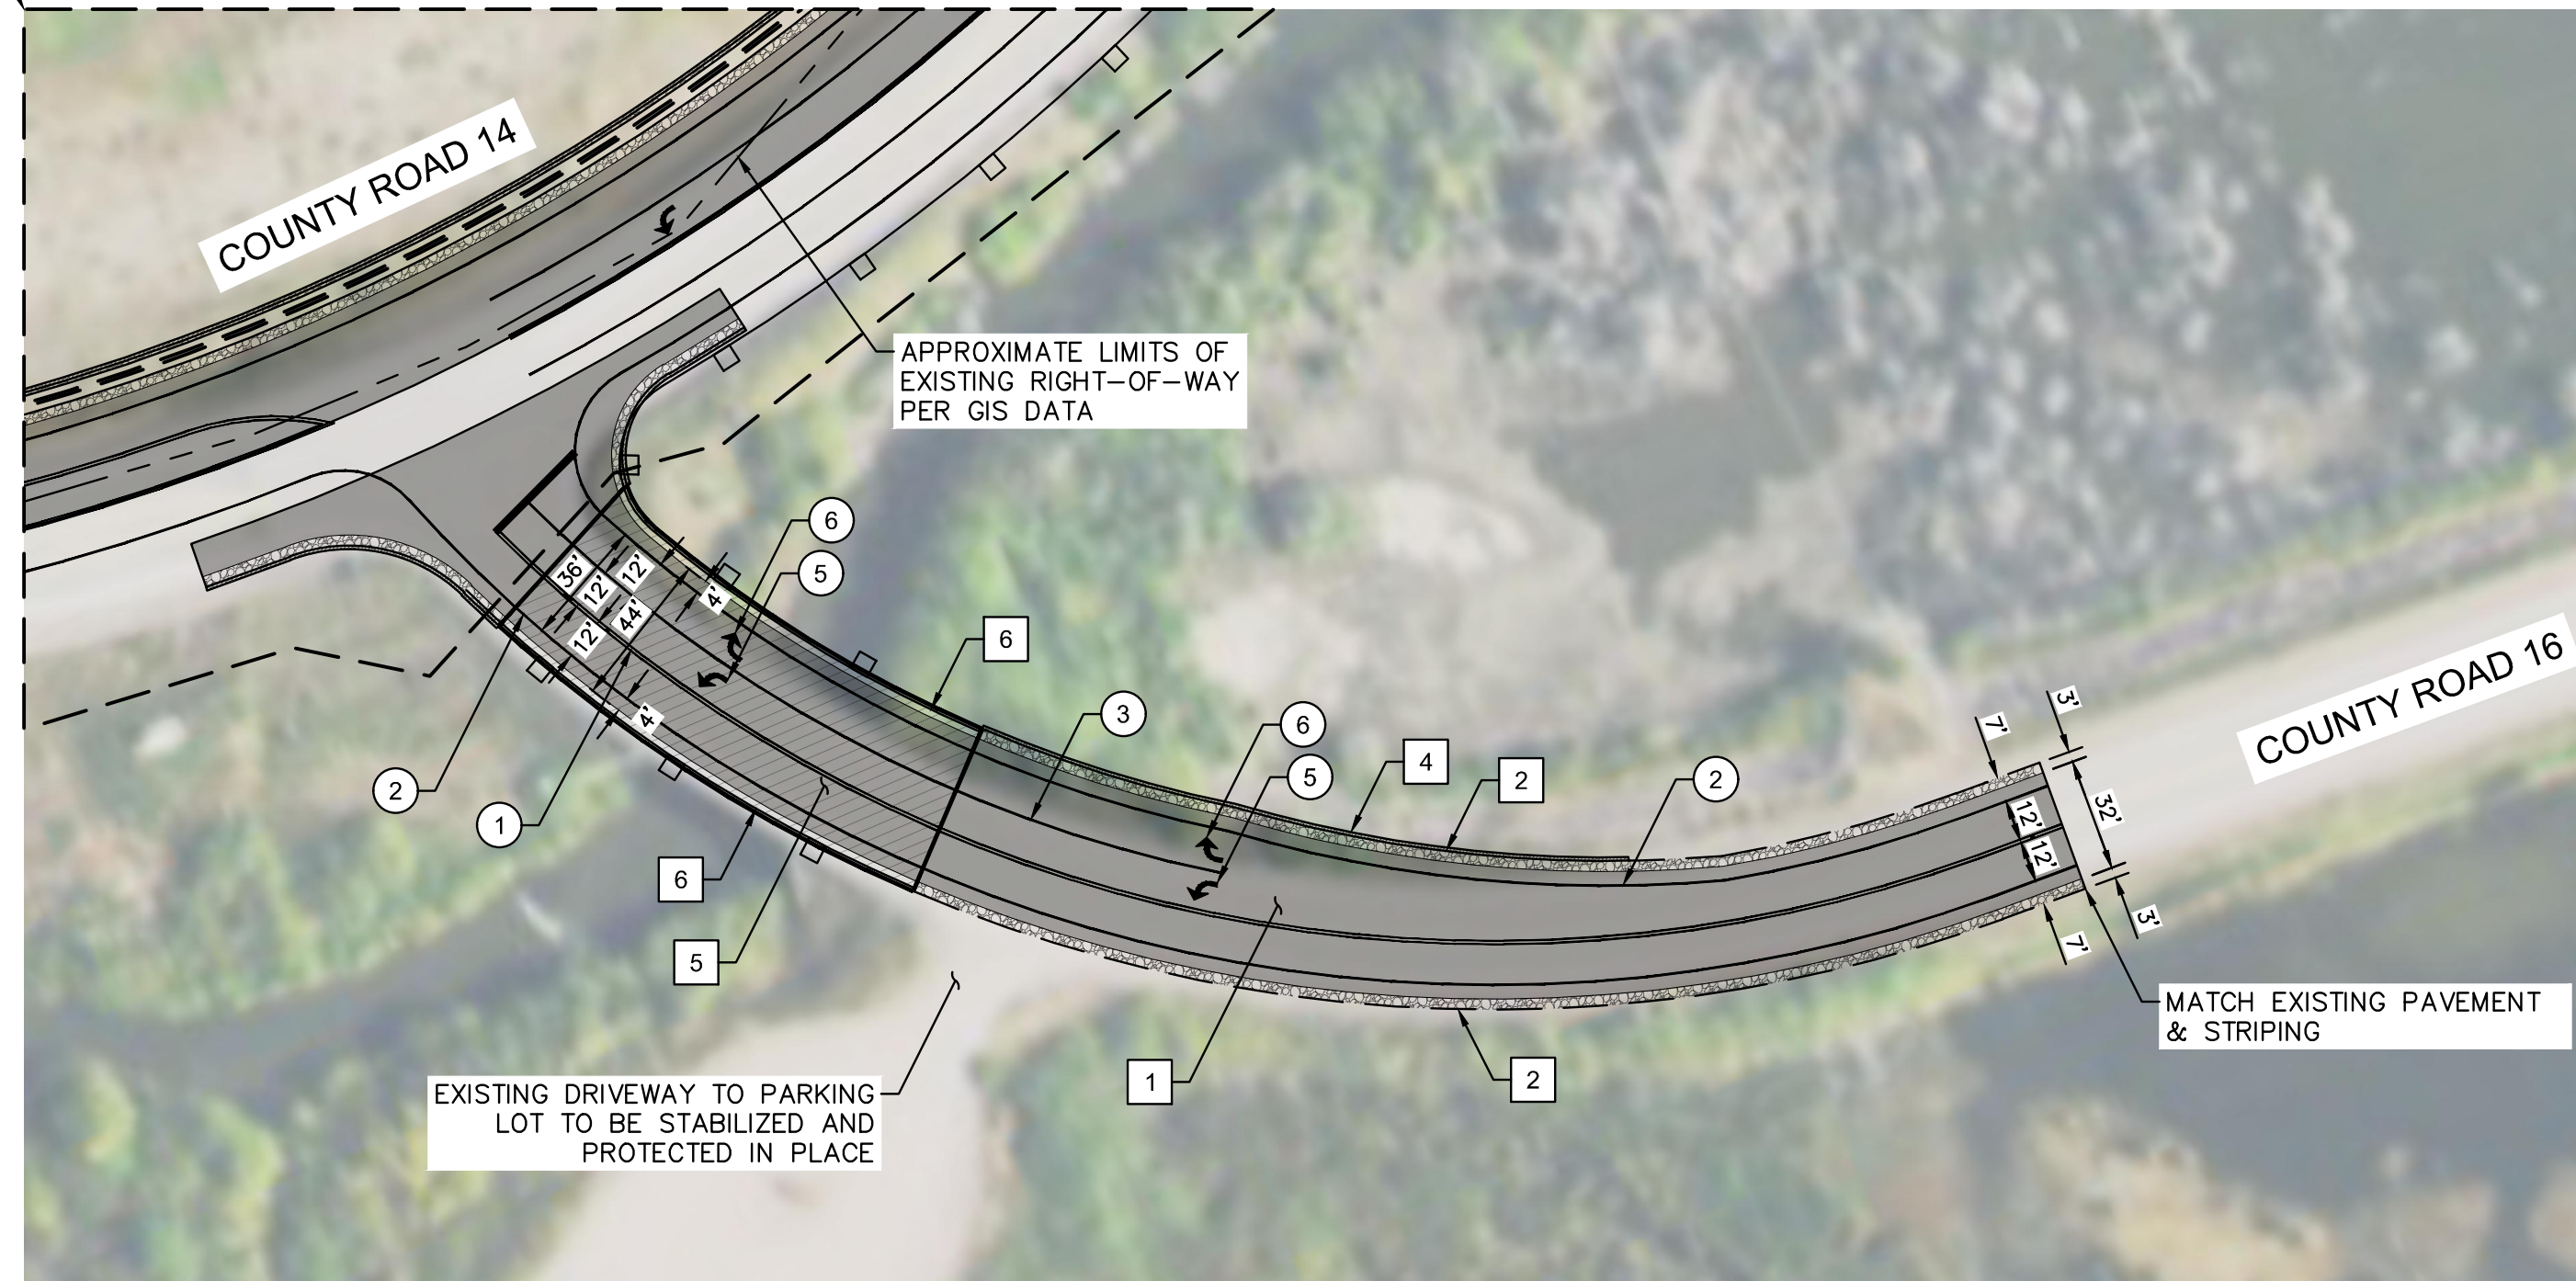 COUNTY ROAD 14
APPROXIMATE LIMITS OF
EXISTING RIGHT-OF-WAY
PER GIS DATA
6
5
36'
12'
12'
4'
44'
12'
4'
6
3
6
5
4
2
2
2
1
6
5
COUNTY ROAD 16
3'
7'
32'
12'
12'
3'
7'
MATCH EXISTING PAVEMENT
& STRIPING
EXISTING DRIVEWAY TO PARKING
LOT TO BE STABILIZED AND
PROTECTED IN PLACE
1
2